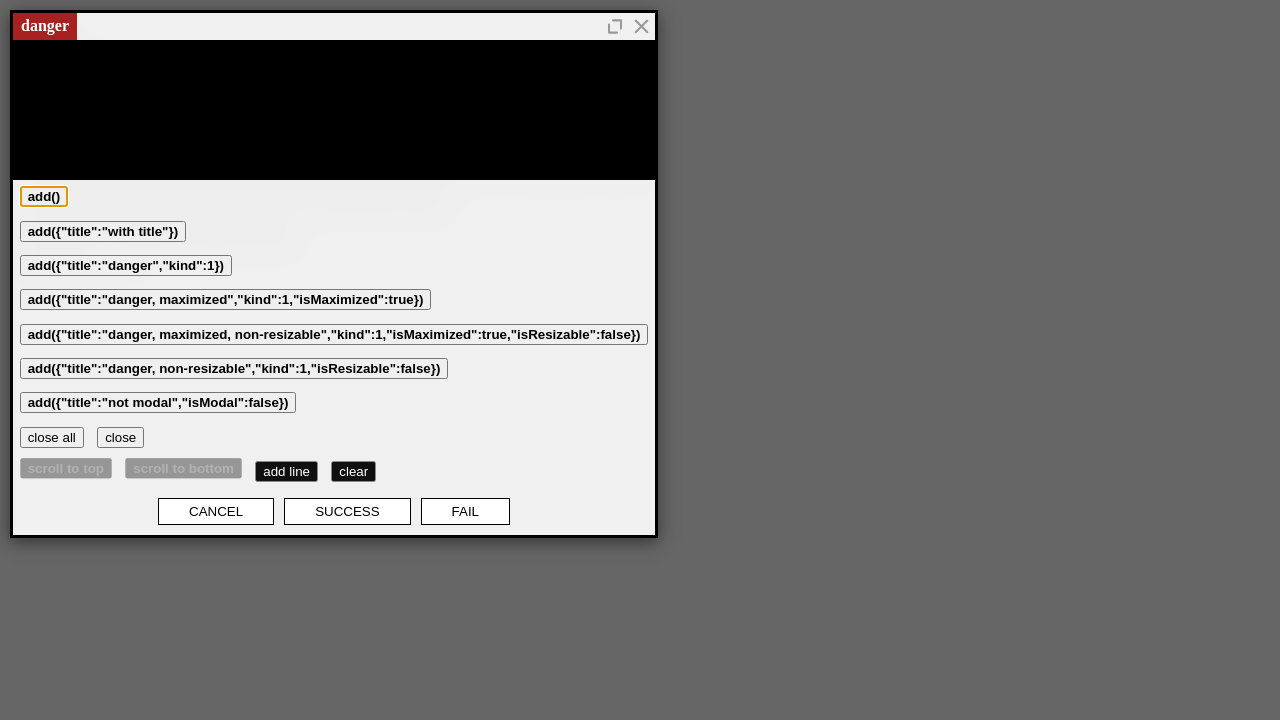 danger
add()
add({"title":"with title"})
add({"title":"danger","kind":1})
add({"title":"danger, maximized","kind":1,"isMaximized":true})
add({"title":"danger, maximized, non-resizable","kind":1,"isMaximized":true,"isResizable":false})
add({"title":"danger, non-resizable","kind":1,"isResizable":false})
add({"title":"not modal","isModal":false})
close all close
scroll to top scroll to bottom add line clear
CANCEL SUCCESS FAIL